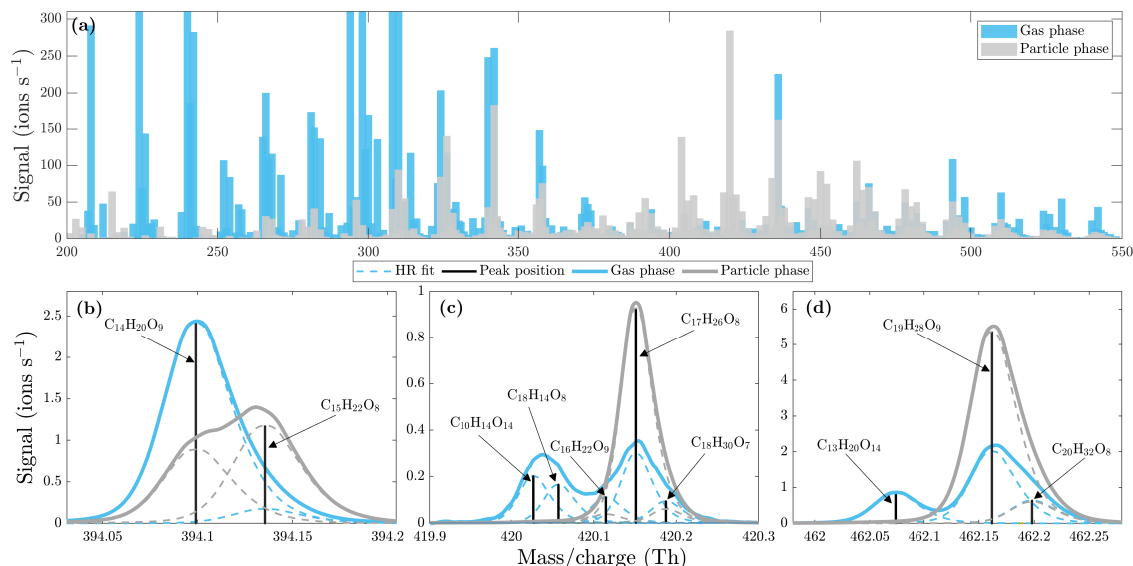 (a)
Signal (ions s⁻¹)
300
250
200
150
100
50
0
Gas phase
Particle phase
200 250 300 350 400 450 500 550
HR fit Peak position Gas phase Particle phase
(b)
Signal (ions s⁻¹)
2.5
2
1.5
1
0.5
0
C₁₄H₂₀O₉
C₁₅H₂₂O₈
394.05 394.1 394.15 394.2
(c)
1
0.8
0.6
0.4
0.2
0
C₁₇H₂₆O₈
C₁₈H₁₄O₈
C₁₀H₁₄O₁₄
C₁₆H₂₂O₉
C₁₈H₃₀O₇
419.9 420 420.1 420.2 420.3
(d)
6
5
4
3
2
1
0
C₁₉H₂₈O₉
C₁₃H₂₀O₁₄
C₂₀H₃₂O₈
462 462.05 462.1 462.15 462.2 462.25
Mass/charge (Th)